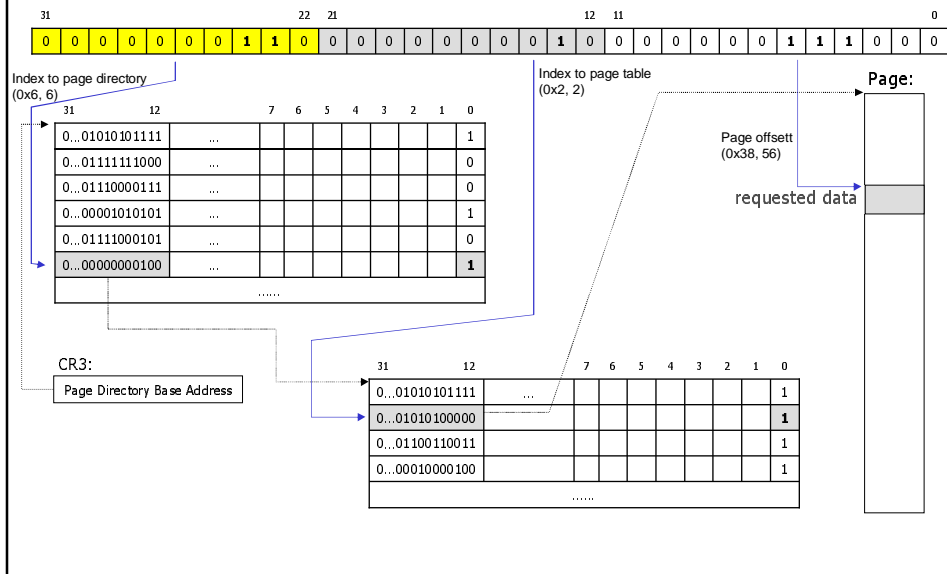 31 22 21 12 11 0
0 0 0 0 0 0 0 0 1 1 0 0 0 0 0 0 0 0 0 1 0 0 0 0 0 0 0 1 1 1 0 0 0
Index to page directory
(0x6, 6)
Index to page table
(0x2, 2)
Page:
31 12 7 6 5 4 3 2 1 0
0...01010101111 ... 1
0...01111111000 ... 0
0...01110000111 ... 0
0...00001010101 ... 1
0...01111000101 ... 0
0...00000000100 ... 1
......
Page offsett
(0x38, 56)
requested data
CR3:
Page Directory Base Address
31 12 7 6 5 4 3 2 1 0
0...01010101111 ... 1
0...01010100000 1
0...01100110011 1
0...00010000100 1
......